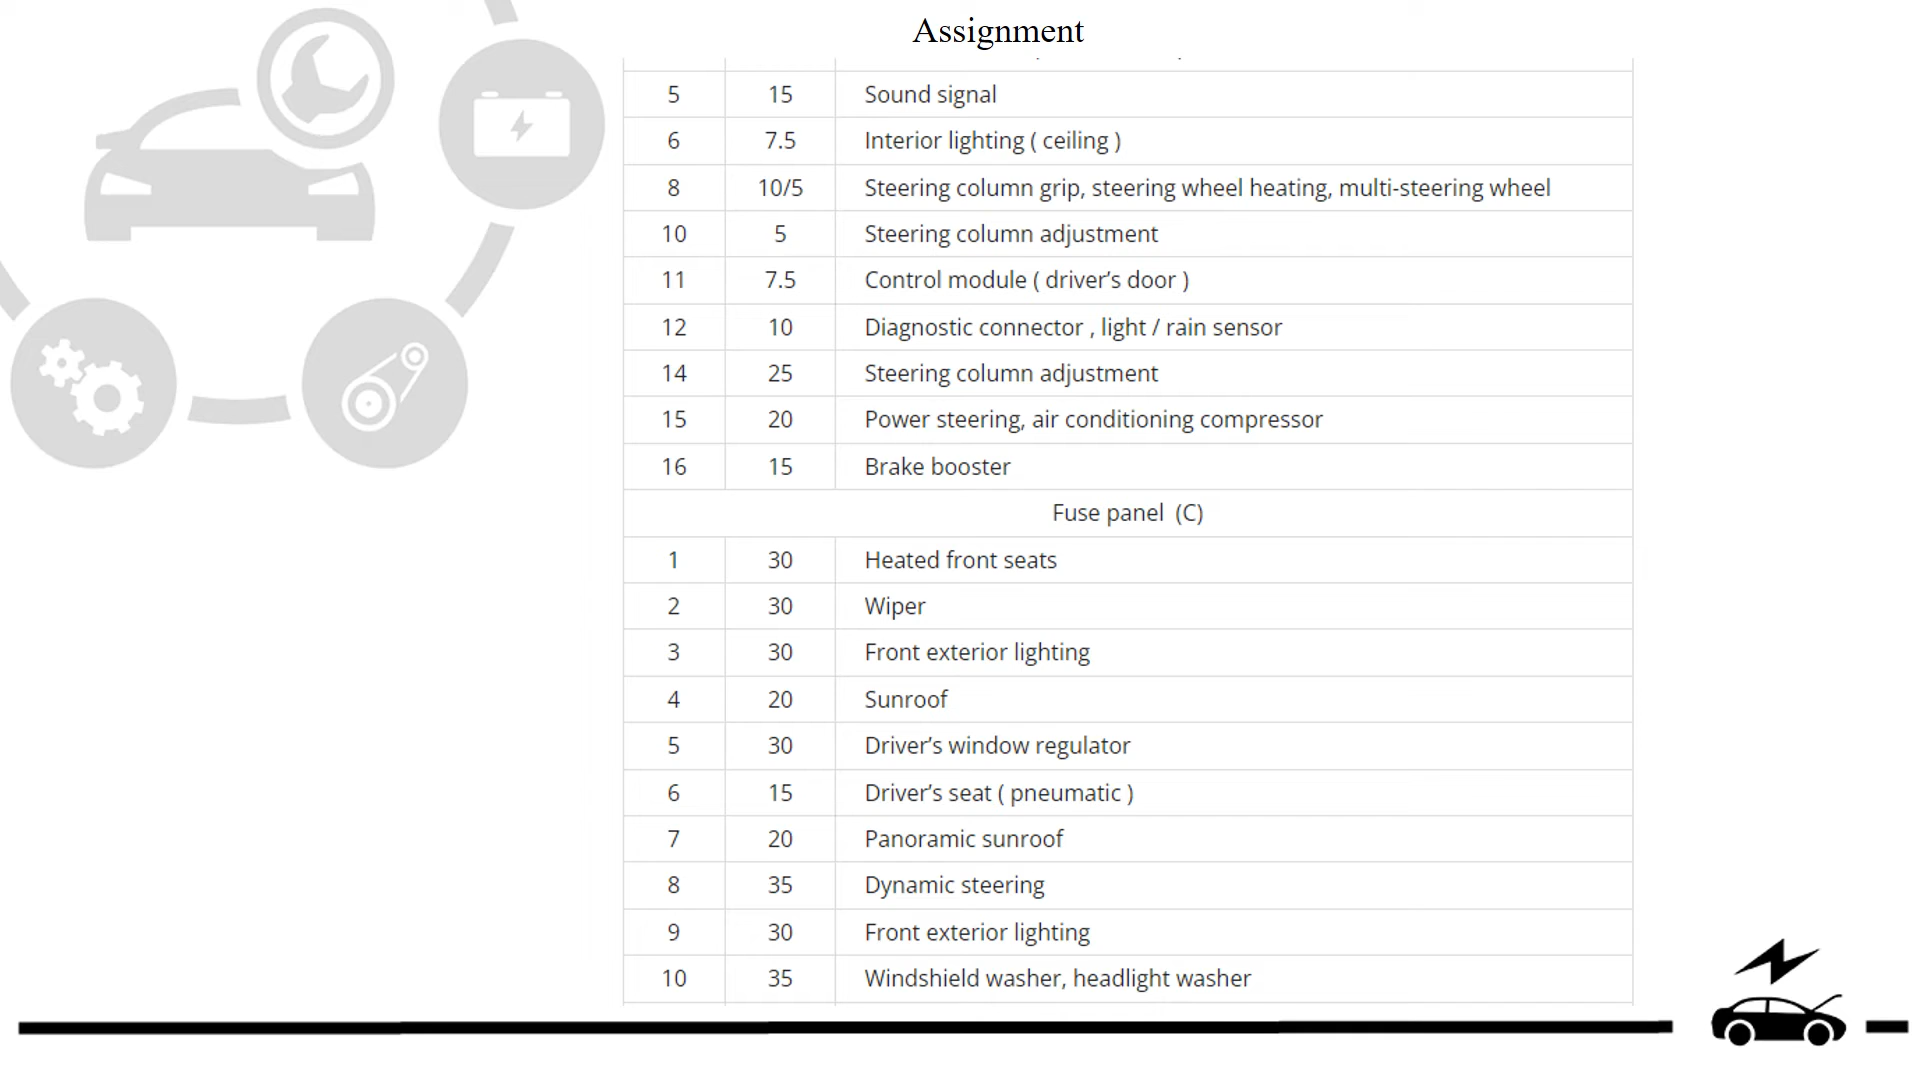 Assignment
5 15 Sound signal
6 7.5 Interior lighting ( ceiling )
8 10/5 Steering column grip, steering wheel heating, multi-steering wheel
10 5 Steering column adjustment
11 7.5 Control module ( driver’s door )
12 10 Diagnostic connector , light / rain sensor
14 25 Steering column adjustment
15 20 Power steering, air conditioning compressor
16 15 Brake booster
Fuse panel (C)
1 30 Heated front seats
2 30 Wiper
3 30 Front exterior lighting
4 20 Sunroof
5 30 Driver’s window regulator
6 15 Driver’s seat ( pneumatic )
7 20 Panoramic sunroof
8 35 Dynamic steering
9 30 Front exterior lighting
10 35 Windshield washer, headlight washer